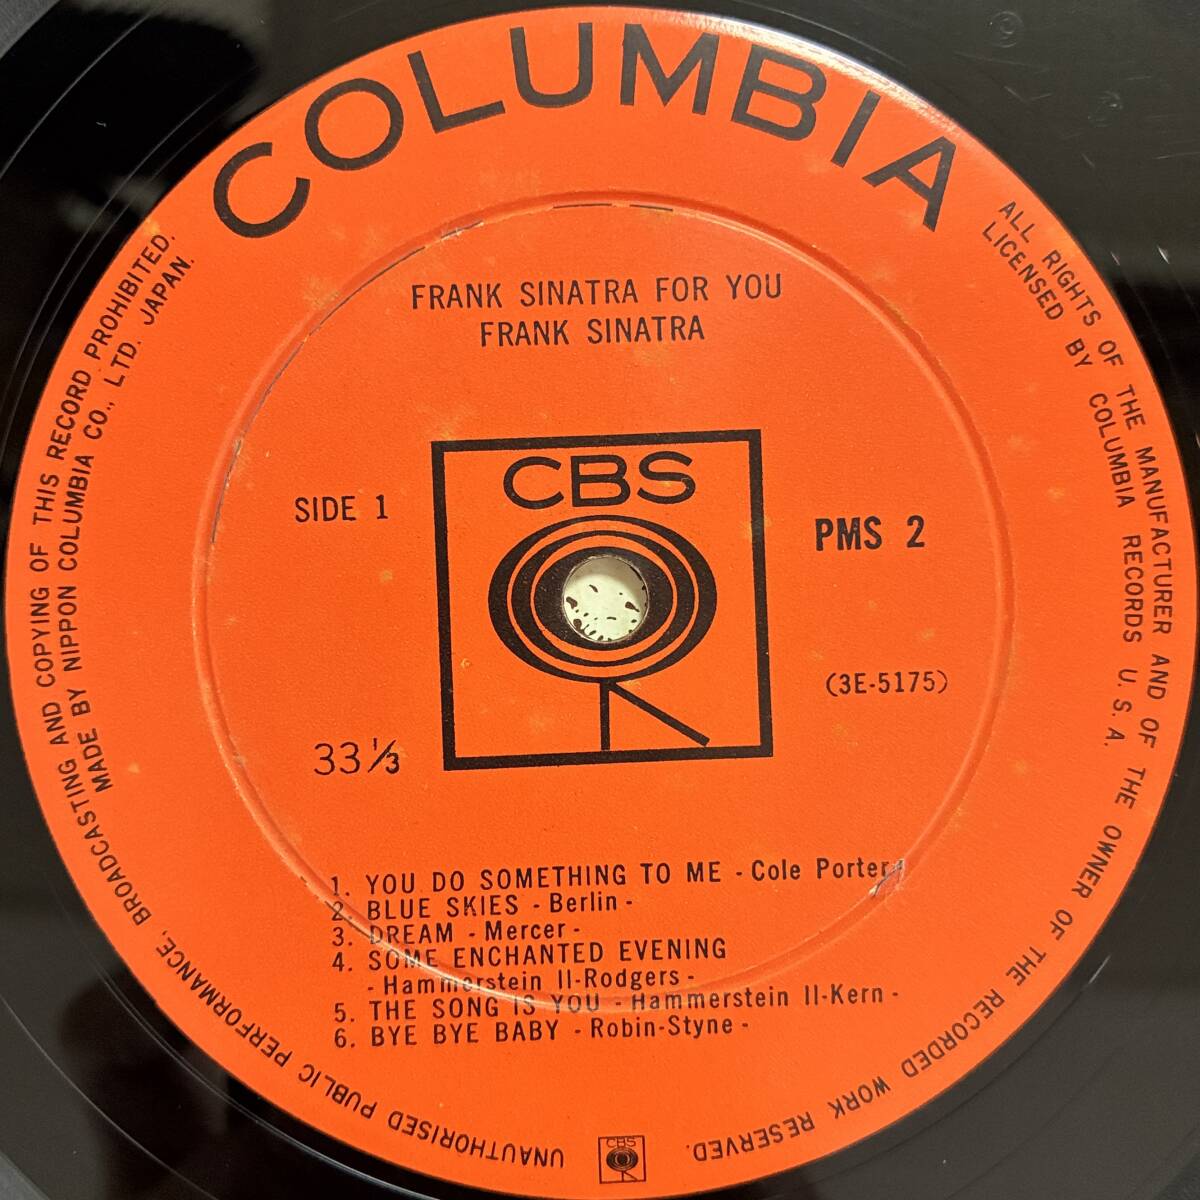 COLUMBIA
FRANK SINATRA FOR YOU
FRANK SINATRA
CBS
SIDE 1
PMS 2
(3E-5175)
33 1/3
1. YOU DO SOMETHING TO ME - Cole Porter -
2. BLUE SKIES - Berlin -
3. DREAM - Mercer -
4. SOME ENCHANTED EVENING
- Hammerstein II-Rodgers -
5. THE SONG IS YOU - Hammerstein II-Kern -
6. BYE BYE BABY - Robin-Styne -
ALL RIGHTS OF THE MANUFACTURER AND OF THE OWNER OF THE RECORDED WORK RESERVED.
LICENSED BY COLUMBIA RECORDS U.S.A.
CBS
UNAUTHORISED PUBLIC PERFORMANCE, BROADCASTING AND COPYING OF THIS RECORD PROHIBITED.
MADE BY NIPPON COLUMBIA CO., LTD. JAPAN.